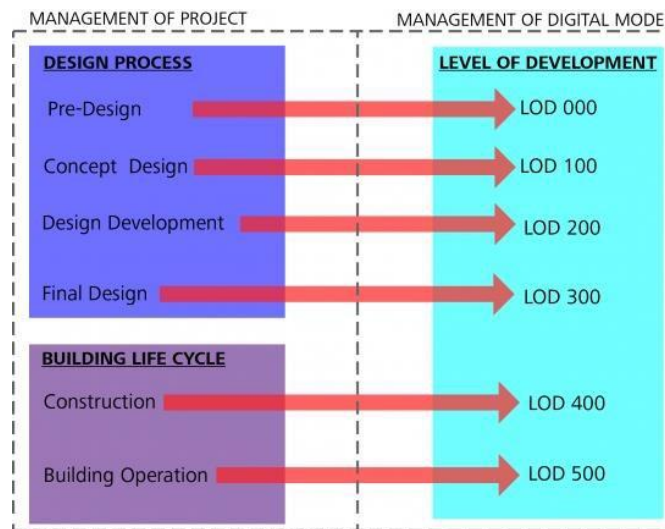 MANAGEMENT OF PROJECT
MANAGEMENT OF DIGITAL MODE
DESIGN PROCESS
LEVEL OF DEVELOPMENT
Pre-Design
LOD 000
Concept Design
LOD 100
Design Development
LOD 200
Final Design
LOD 300
BUILDING LIFE CYCLE
Construction
LOD 400
Building Operation
LOD 500